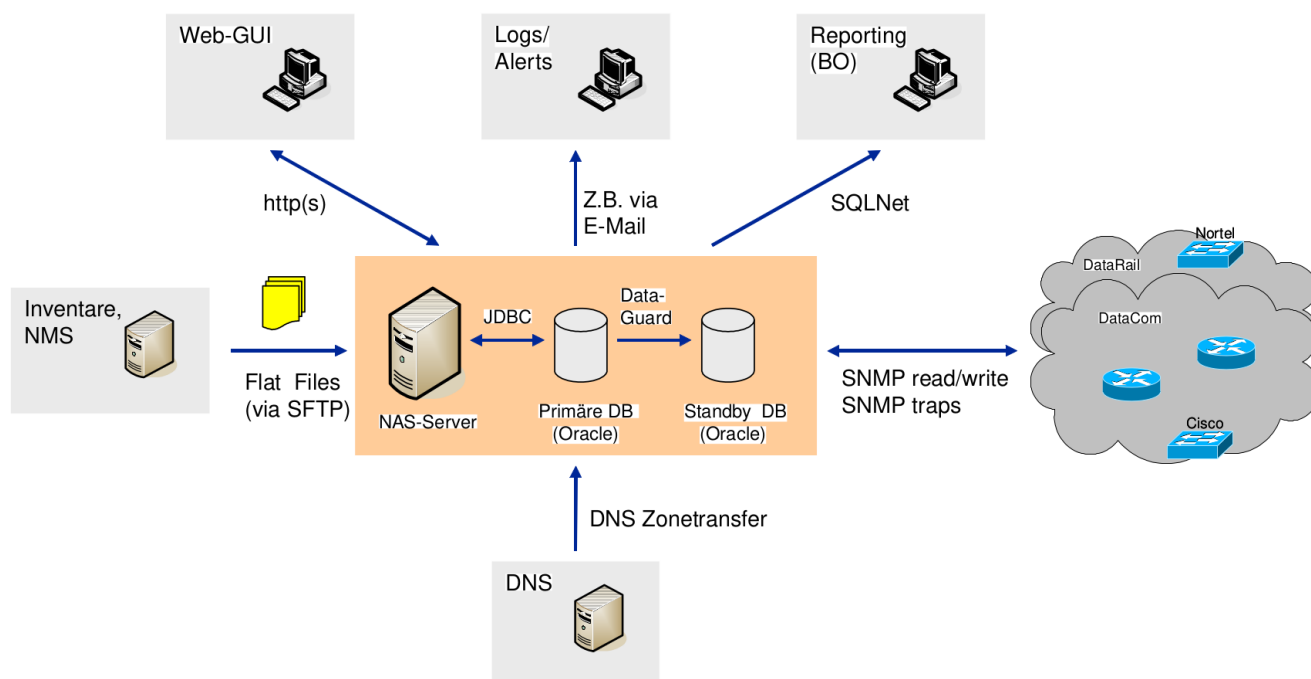 Web-GUI
Logs/
Alerts
Reporting
(BO)
http(s)
Z.B. via
E-Mail
SQLNet
Nortel
DataRail
DataCom
Cisco
Inventare,
NMS
Flat Files
(via SFTP)
JDBC
Data-
Guard
NAS-Server
Primäre DB
(Oracle)
Standby DB
(Oracle)
SNMP read/write
SNMP traps
DNS Zonetransfer
DNS